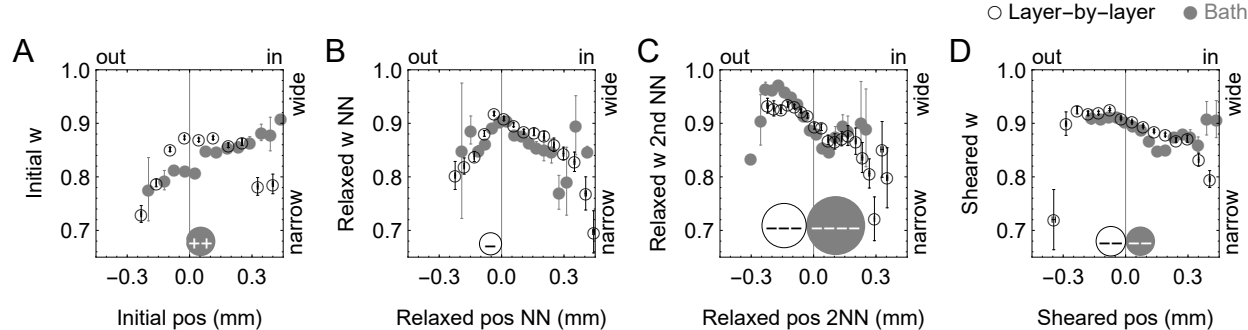 Layer−by−layer Bath
A B C D
out in out in out in out in
1.0 0.9 0.8 0.7
Initial w
wide narrow
++
−0.3 0.0 0.3
Initial pos (mm)
1.0 0.9 0.8 0.7
Relaxed w NN
wide narrow
−
−0.3 0.0 0.3
Relaxed pos NN (mm)
1.0 0.9 0.8 0.7
Relaxed w 2nd NN
wide narrow
−−− −−−
−0.3 0.0 0.3
Relaxed pos 2NN (mm)
1.0 0.9 0.8 0.7
Sheared w
wide narrow
−− −−
−0.3 0.0 0.3
Sheared pos (mm)